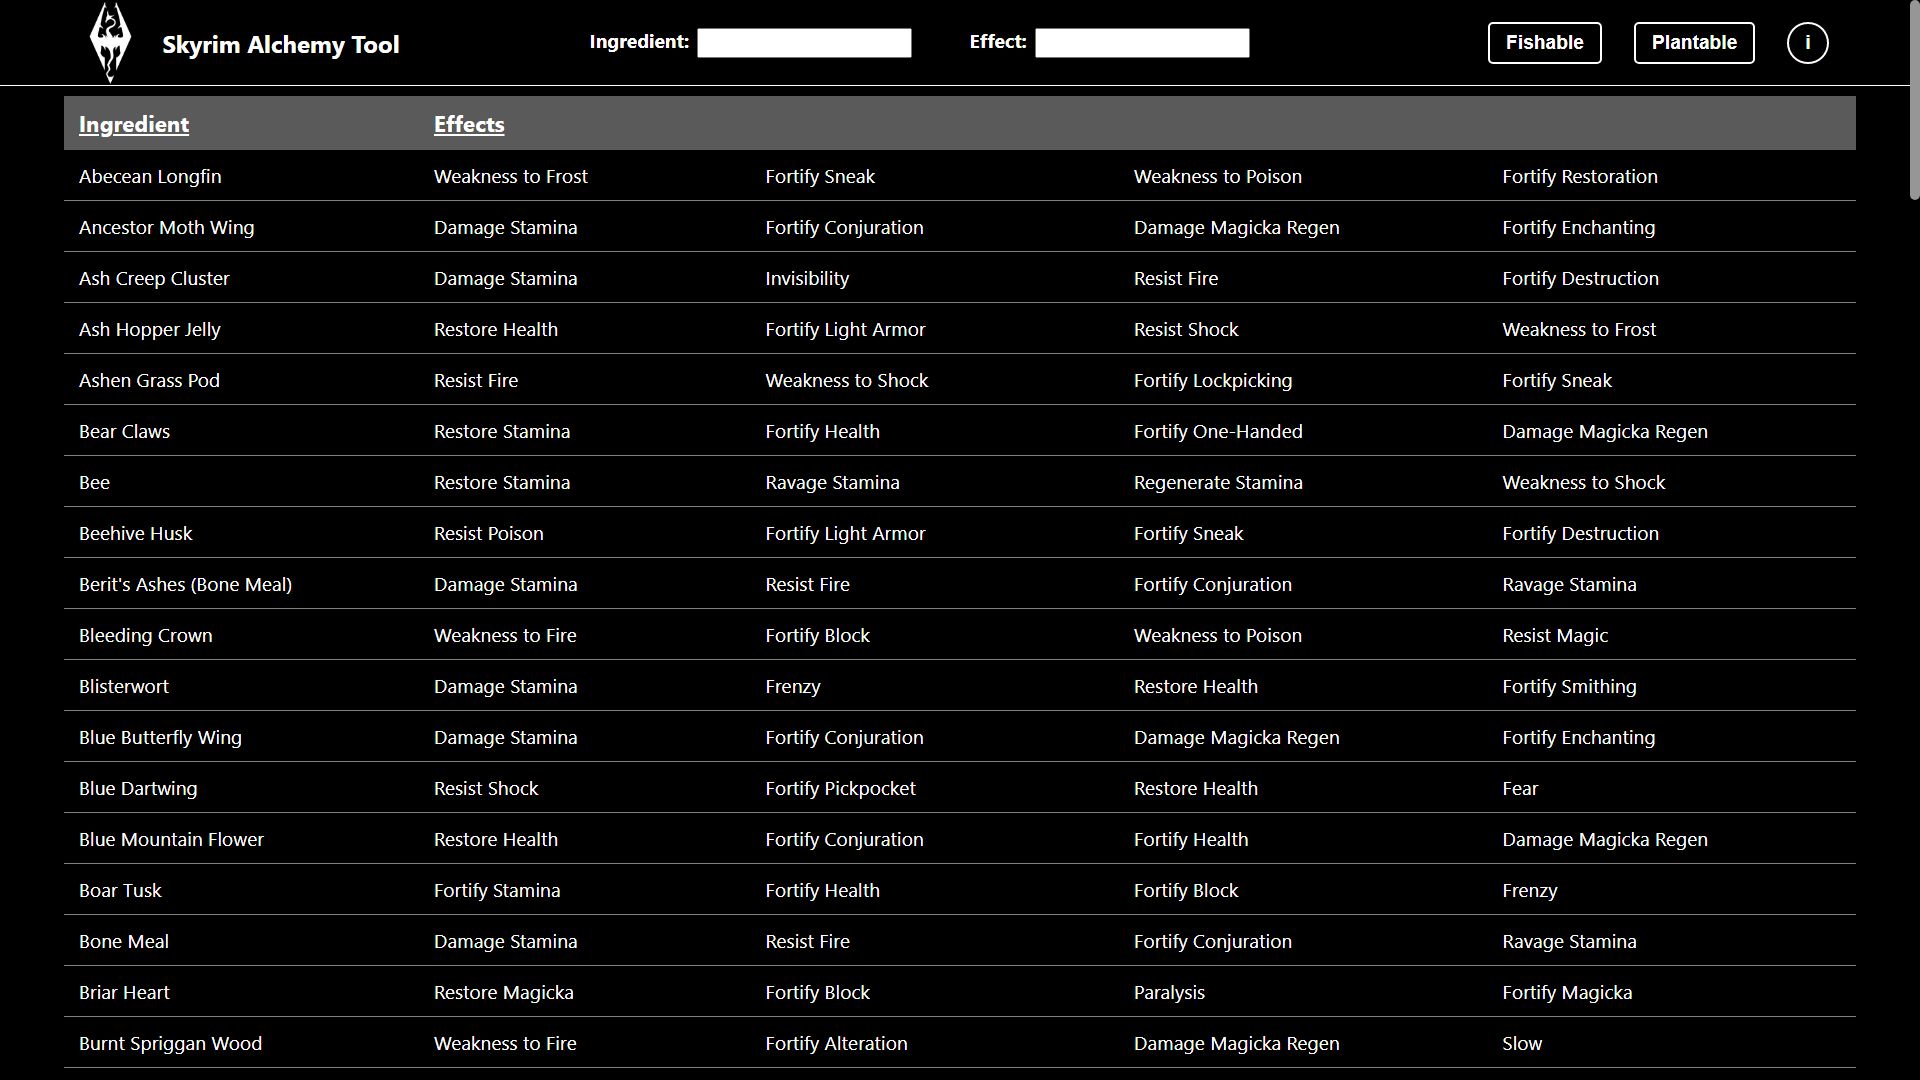 Skyrim Alchemy Tool Ingredient: Effect: Fishable Plantable i
Ingredient Effects
Abecean Longfin Weakness to Frost Fortify Sneak Weakness to Poison Fortify Restoration
Ancestor Moth Wing Damage Stamina Fortify Conjuration Damage Magicka Regen Fortify Enchanting
Ash Creep Cluster Damage Stamina Invisibility Resist Fire Fortify Destruction
Ash Hopper Jelly Restore Health Fortify Light Armor Resist Shock Weakness to Frost
Ashen Grass Pod Resist Fire Weakness to Shock Fortify Lockpicking Fortify Sneak
Bear Claws Restore Stamina Fortify Health Fortify One-Handed Damage Magicka Regen
Bee Restore Stamina Ravage Stamina Regenerate Stamina Weakness to Shock
Beehive Husk Resist Poison Fortify Light Armor Fortify Sneak Fortify Destruction
Berit's Ashes (Bone Meal) Damage Stamina Resist Fire Fortify Conjuration Ravage Stamina
Bleeding Crown Weakness to Fire Fortify Block Weakness to Poison Resist Magic
Blisterwort Damage Stamina Frenzy Restore Health Fortify Smithing
Blue Butterfly Wing Damage Stamina Fortify Conjuration Damage Magicka Regen Fortify Enchanting
Blue Dartwing Resist Shock Fortify Pickpocket Restore Health Fear
Blue Mountain Flower Restore Health Fortify Conjuration Fortify Health Damage Magicka Regen
Boar Tusk Fortify Stamina Fortify Health Fortify Block Frenzy
Bone Meal Damage Stamina Resist Fire Fortify Conjuration Ravage Stamina
Briar Heart Restore Magicka Fortify Block Paralysis Fortify Magicka
Burnt Spriggan Wood Weakness to Fire Fortify Alteration Damage Magicka Regen Slow